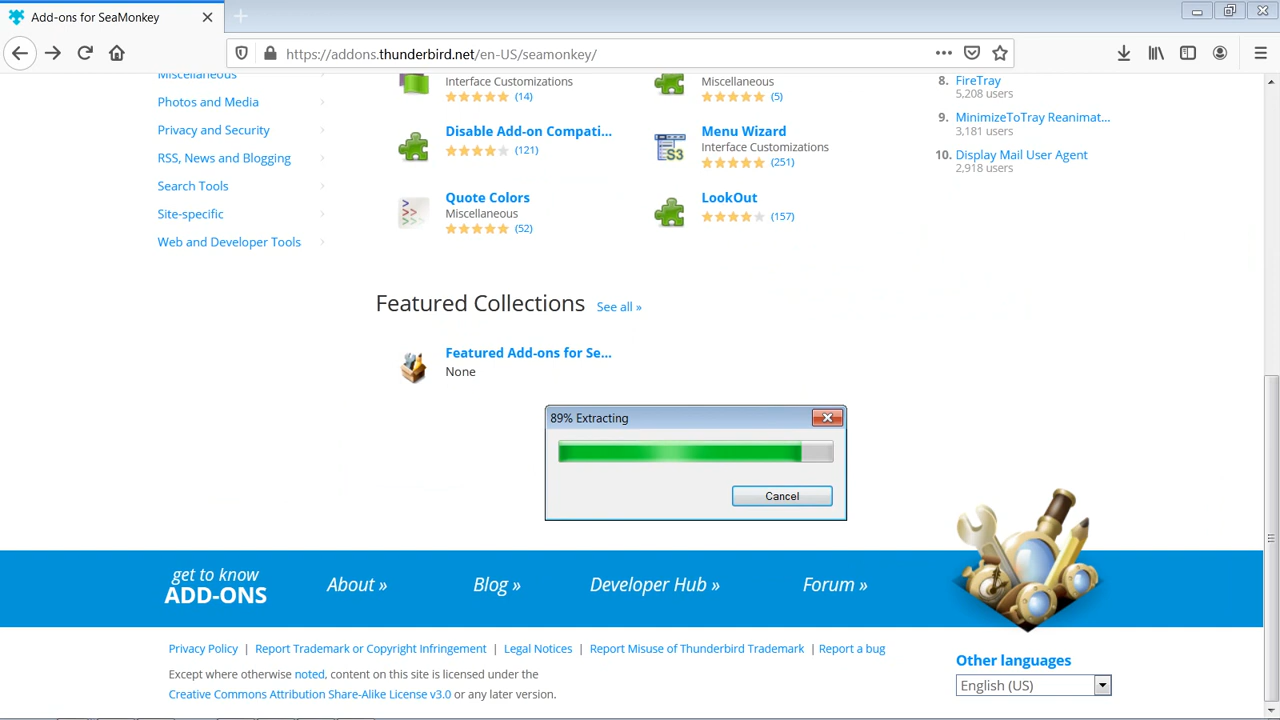 Add-ons for SeaMonkey
https://addons.thunderbird.net/en-US/seamonkey/
Miscellaneous
Photos and Media
Privacy and Security
RSS, News and Blogging
Search Tools
Site-specific
Web and Developer Tools
Interface Customizations
(14)
Miscellaneous
(5)
Disable Add-on Compati...
(121)
Menu Wizard
Interface Customizations
(251)
Quote Colors
Miscellaneous
(52)
LookOut
(157)
8. FireTray
5,208 users
9. MinimizeToTray Reanimat...
3,181 users
10. Display Mail User Agent
2,918 users
Featured Collections See all »
Featured Add-ons for Se...
None
89% Extracting
Cancel
get to know
ADD-ONS
About »
Blog »
Developer Hub »
Forum »
Privacy Policy | Report Trademark or Copyright Infringement | Legal Notices | Report Misuse of Thunderbird Trademark | Report a bug
Except where otherwise noted, content on this site is licensed under the
Creative Commons Attribution Share-Alike License v3.0 or any later version.
Other languages
English (US)